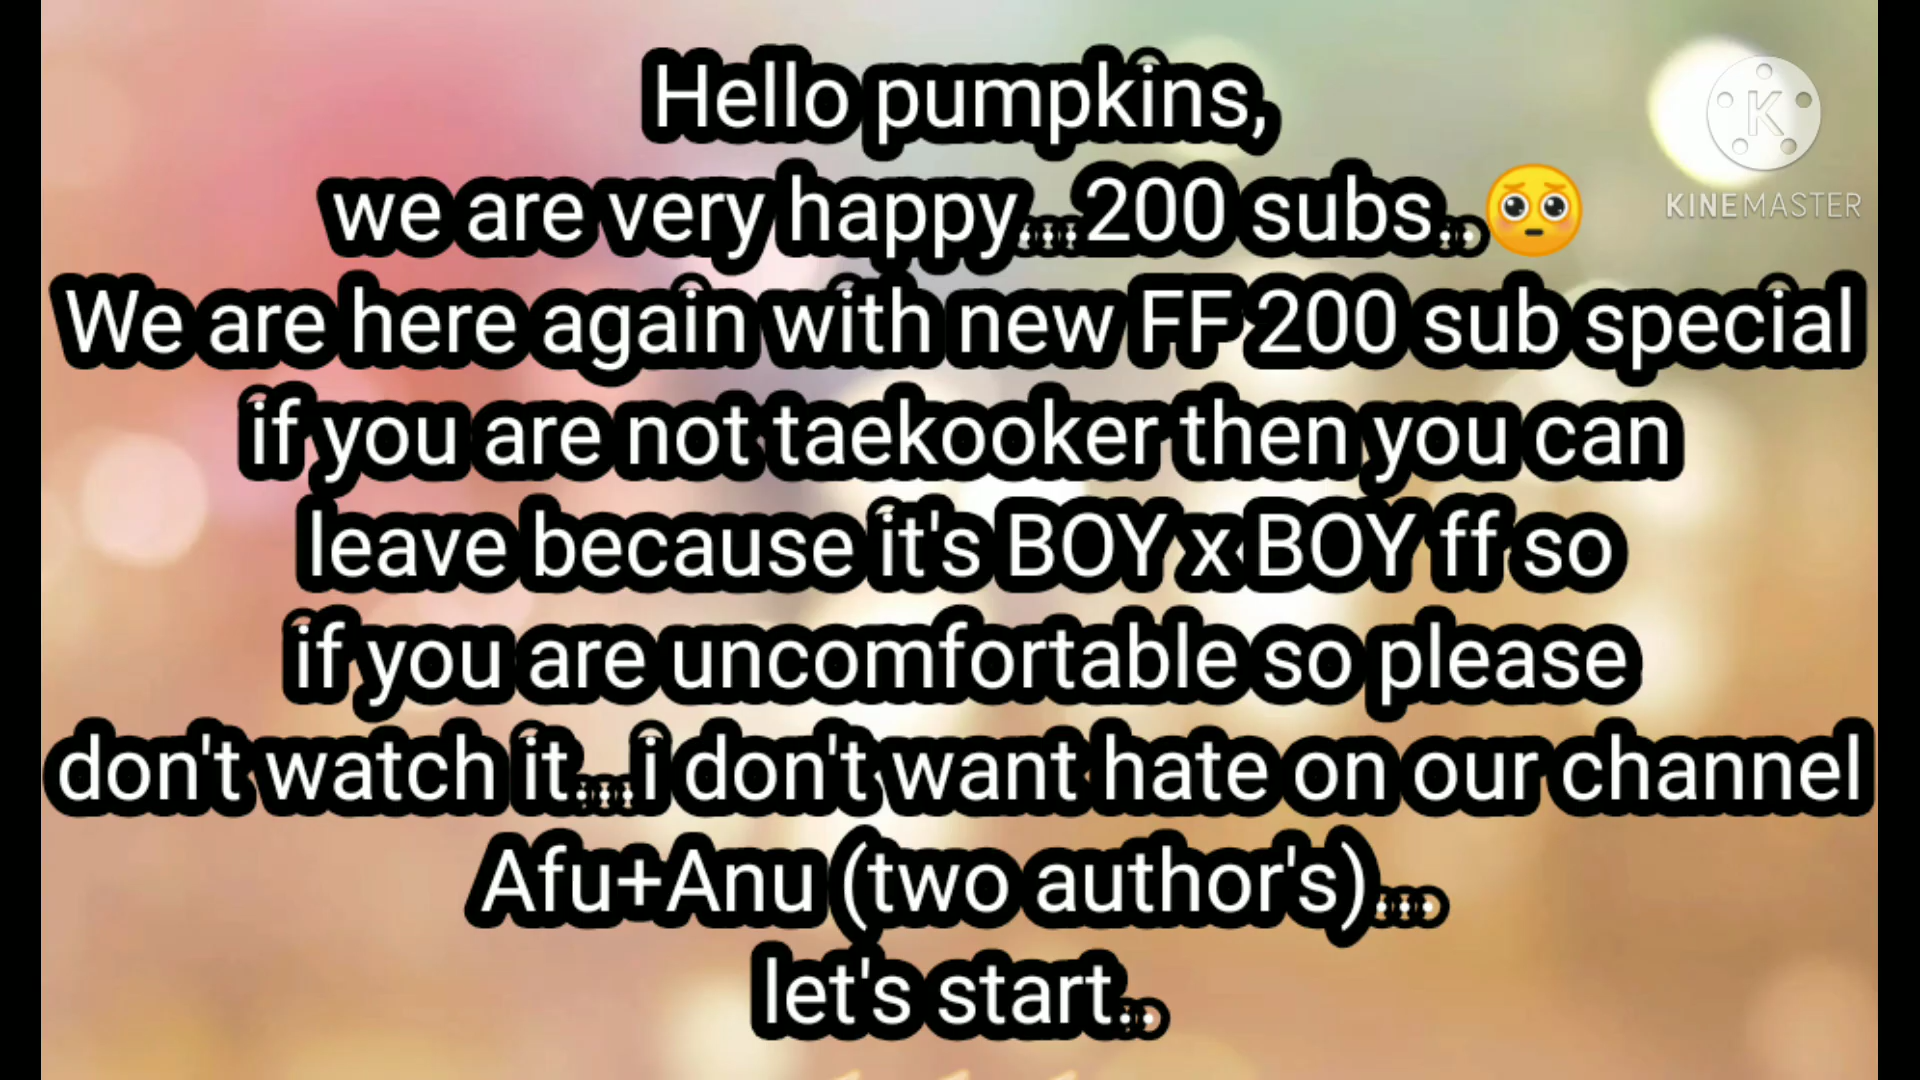 Hello pumpkins,
we are very happy....200 subs..🥺
We are here again with new FF 200 sub special
if you are not taekooker then you can
leave because it's BOY x BOY ff so
if you are uncomfortable so please
don't watch it....i don't want hate on our channel
Afu+Anu (two author's)....
let's start..
K
KINEMASTER